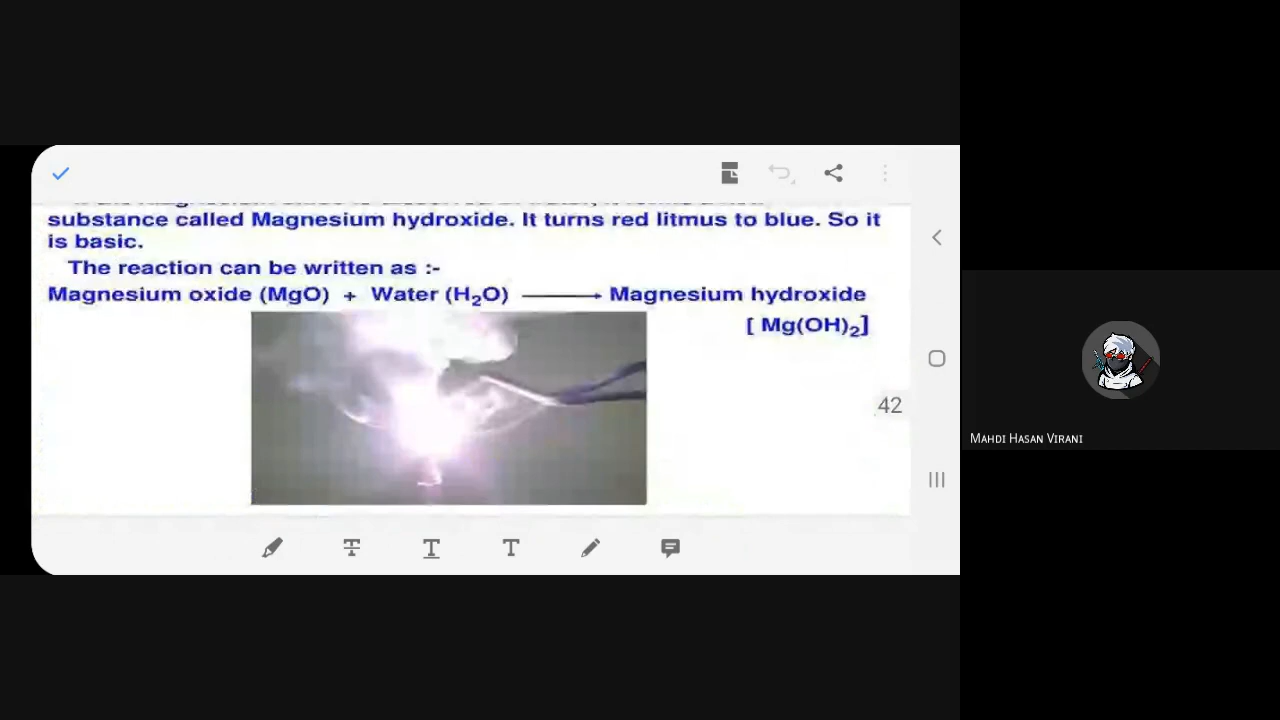 substance called Magnesium hydroxide. It turns red litmus to blue. So it
is basic.
The reaction can be written as :-
Magnesium oxide (MgO) + Water (H₂O) ———→ Magnesium hydroxide
[ Mg(OH)₂]
42
Mahdi Hasan Virani